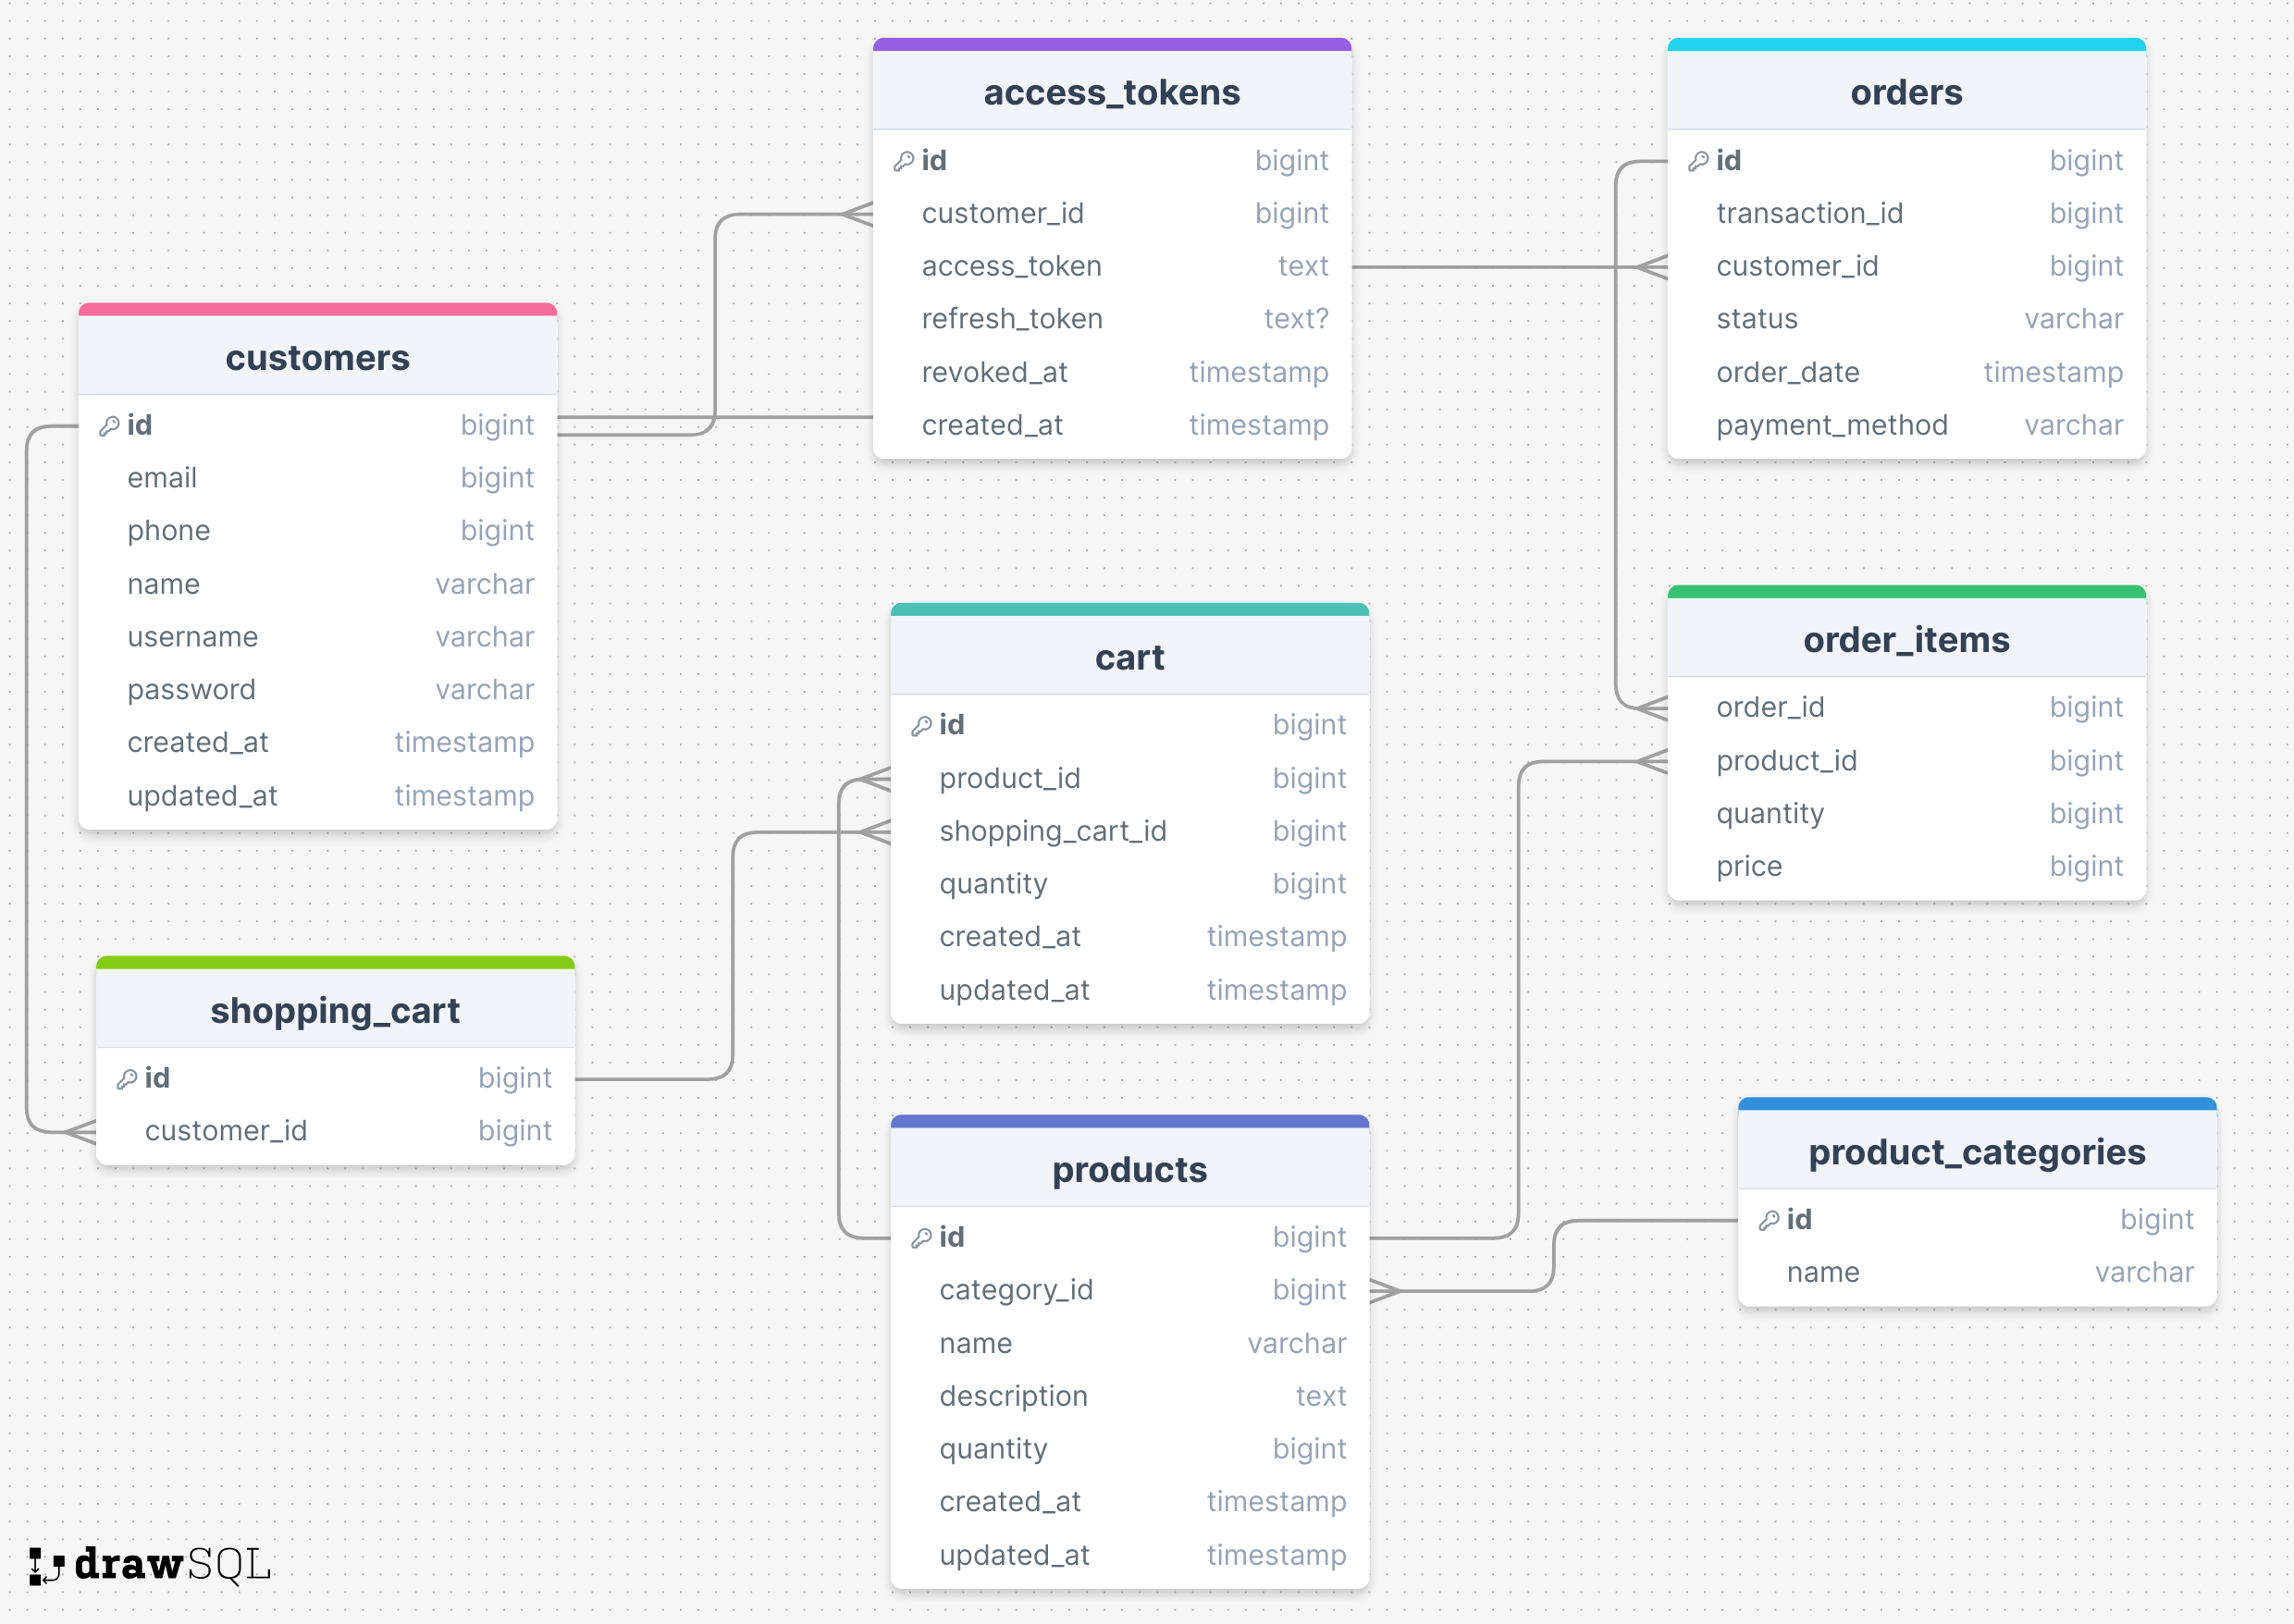 access_tokens
id bigint
customer_id bigint
access_token text
refresh_token text?
revoked_at timestamp
created_at timestamp
orders
id bigint
transaction_id bigint
customer_id bigint
status varchar
order_date timestamp
payment_method varchar
customers
id bigint
email bigint
phone bigint
name varchar
username varchar
password varchar
created_at timestamp
updated_at timestamp
cart
id bigint
product_id bigint
shopping_cart_id bigint
quantity bigint
created_at timestamp
updated_at timestamp
order_items
order_id bigint
product_id bigint
quantity bigint
price bigint
shopping_cart
id bigint
customer_id bigint
products
id bigint
category_id bigint
name varchar
description text
quantity bigint
created_at timestamp
updated_at timestamp
product_categories
id bigint
name varchar
drawSQL